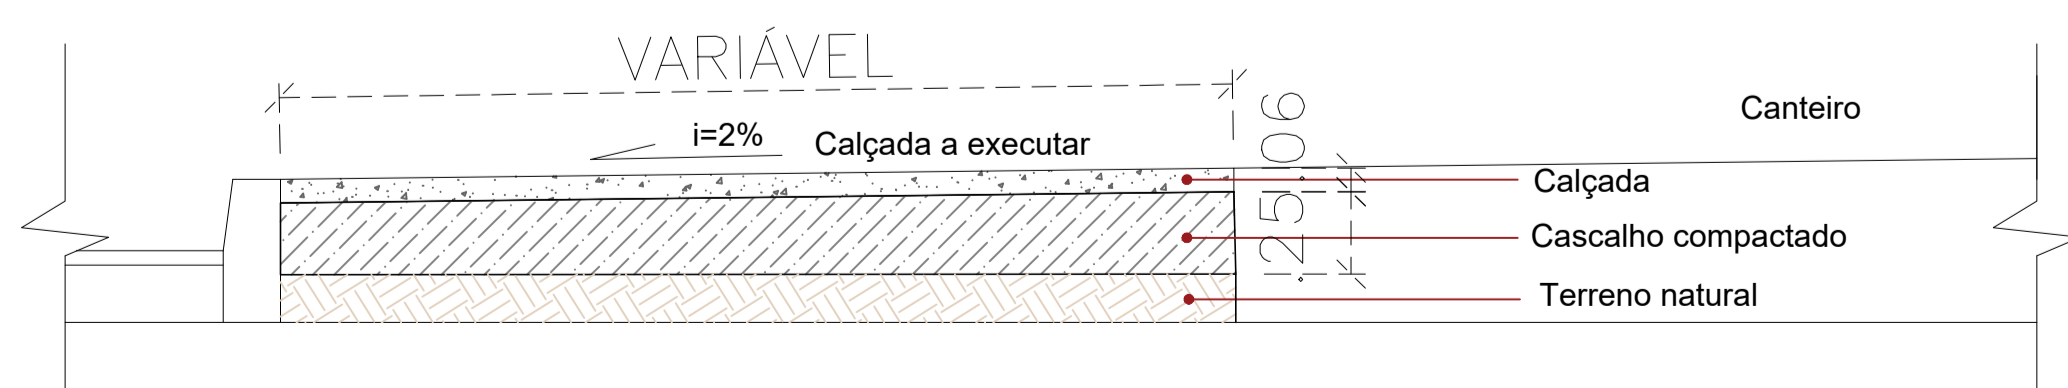 VARIÁVEL
i=2%
Calçada a executar
Canteiro
.06
.25
Calçada
Cascalho compactado
Terreno natural